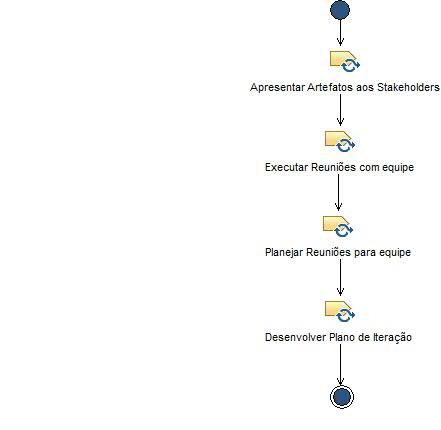 Apresentar Artefatos aos Stakeholders
Executar Reuniões com equipe
Planejar Reuniões para equipe
Desenvolver Plano de Iteração